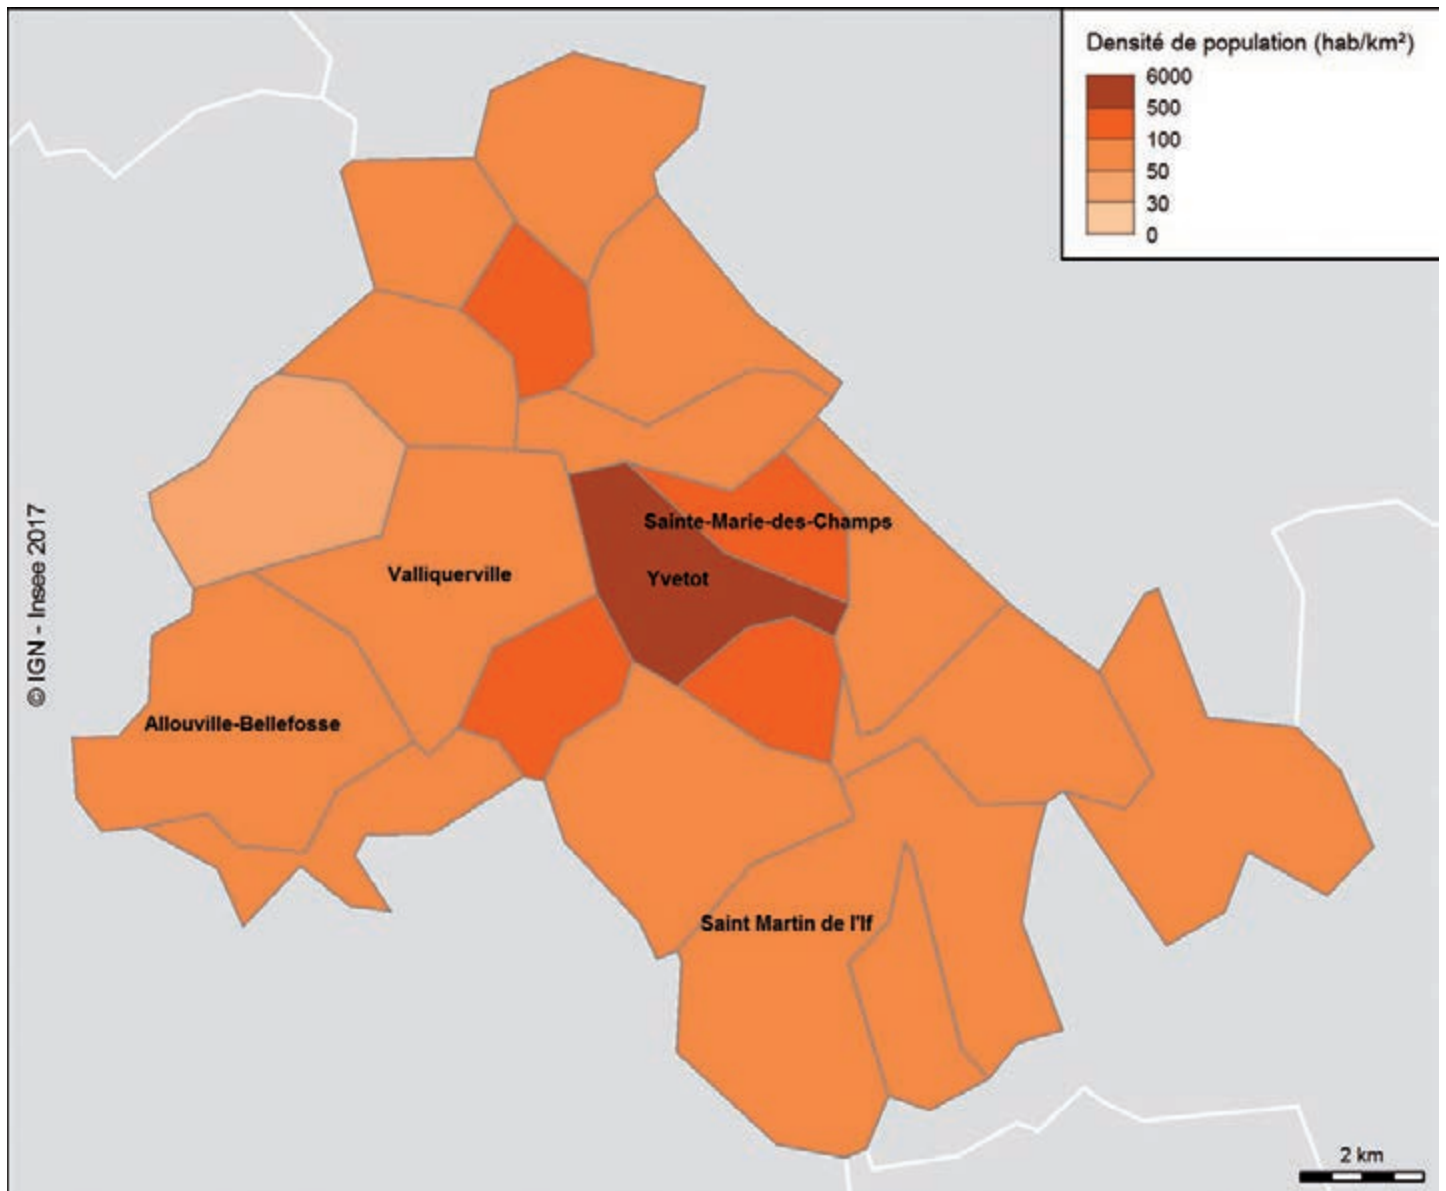 Densité de population (hab/km²)
6000
500
100
50
30
0
Sainte-Marie-des-Champs
Valliquerville
Yvetot
© IGN - Insee 2017
Allouville-Bellefosse
Saint Martin de l'If
2 km